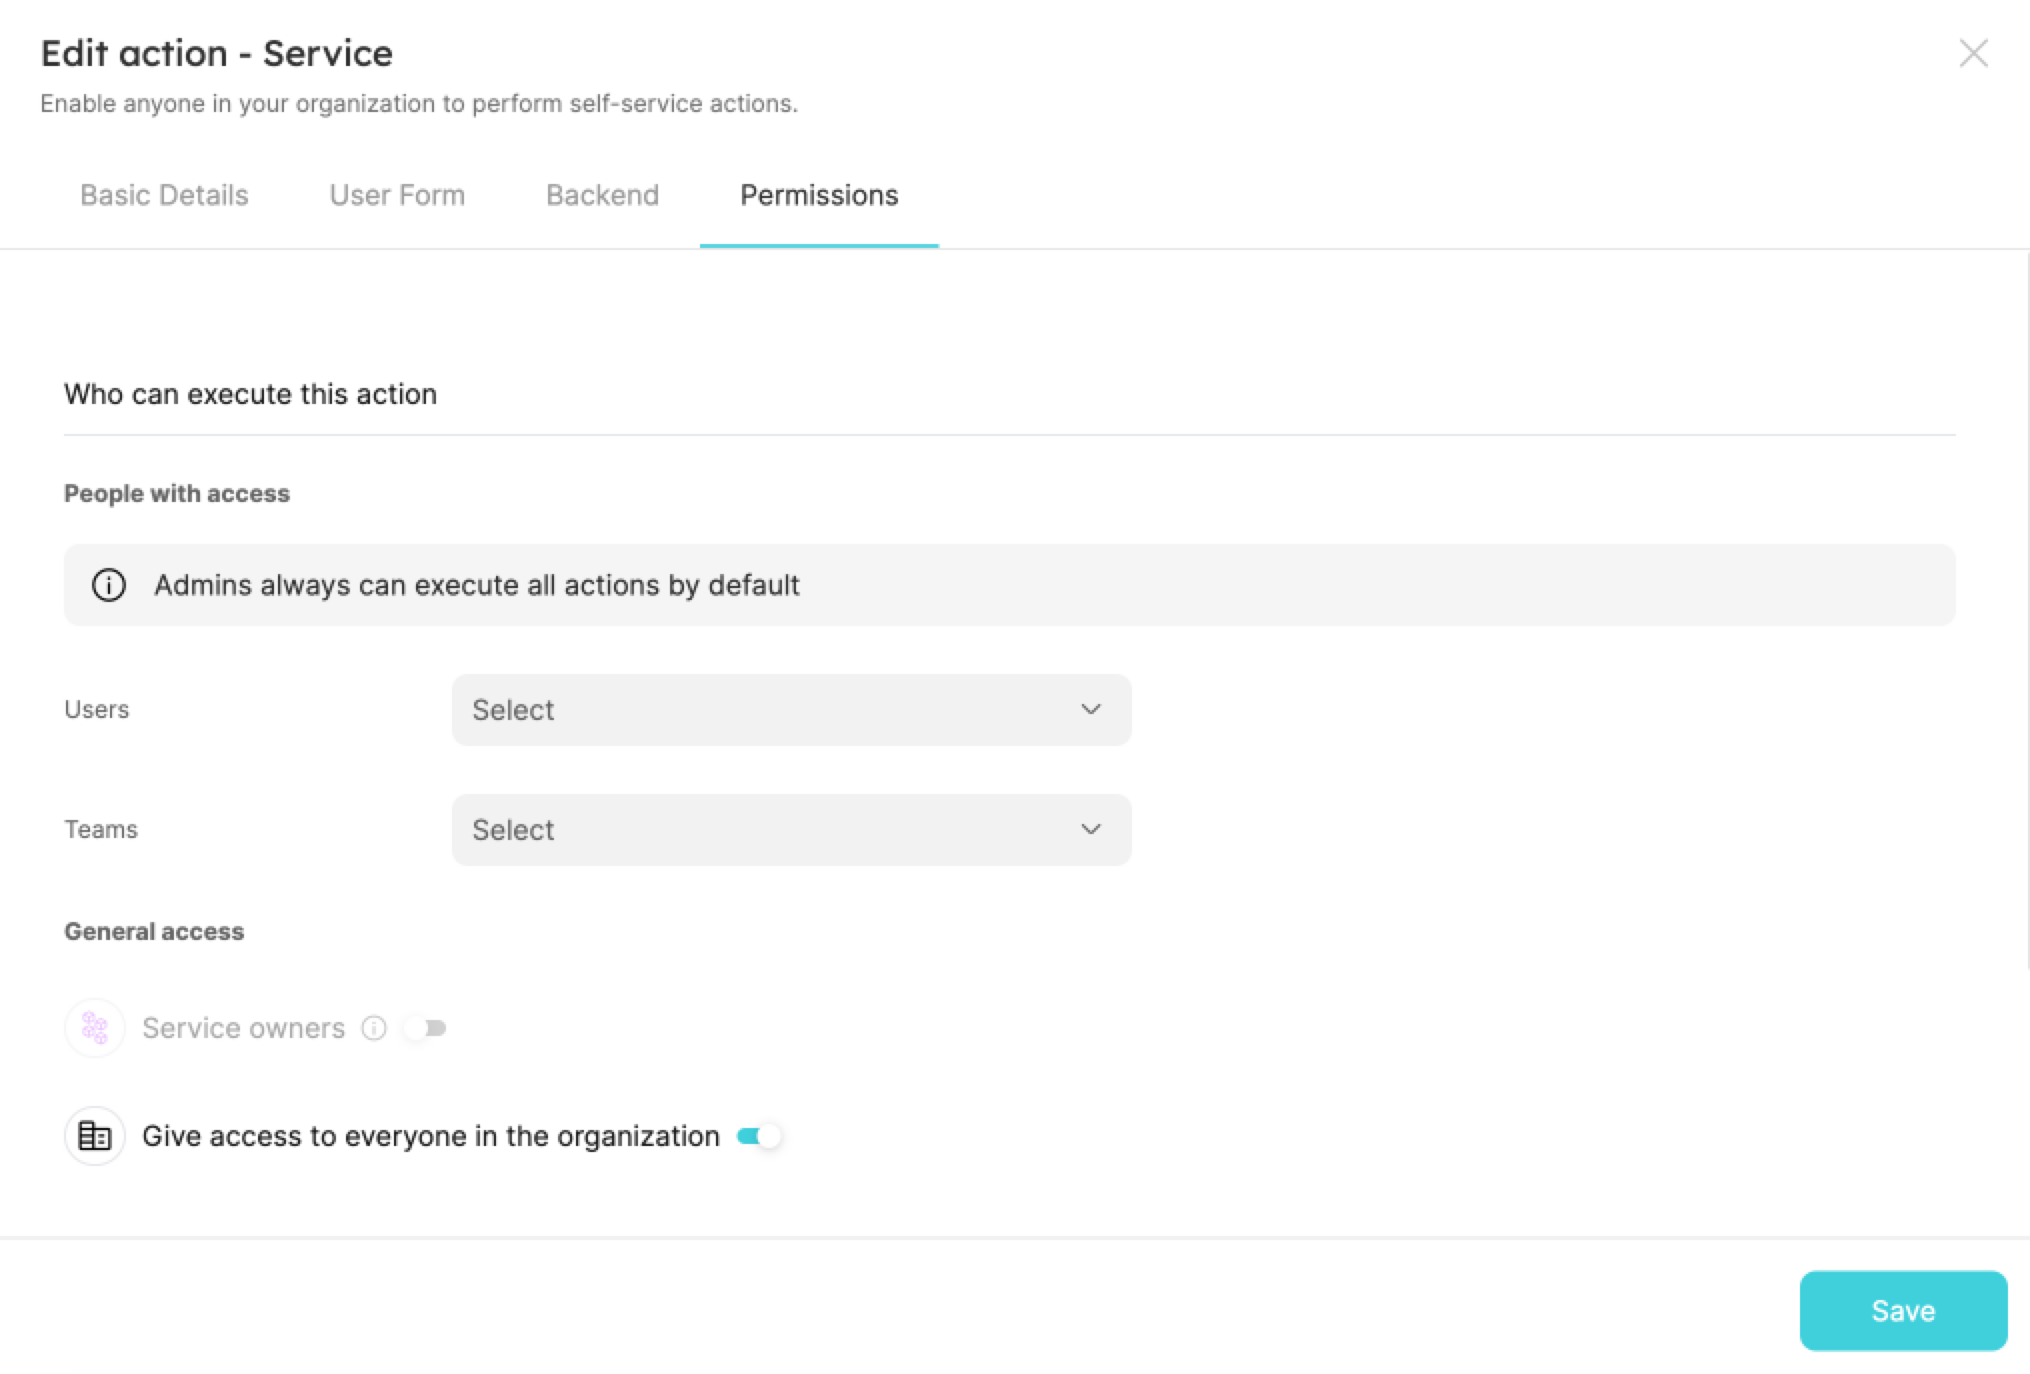 Edit action - Service
Enable anyone in your organization to perform self-service actions.
Basic Details User Form Backend Permissions
Who can execute this action
People with access
Admins always can execute all actions by default
Users Select
Teams Select
General access
Service owners
Give access to everyone in the organization
Save